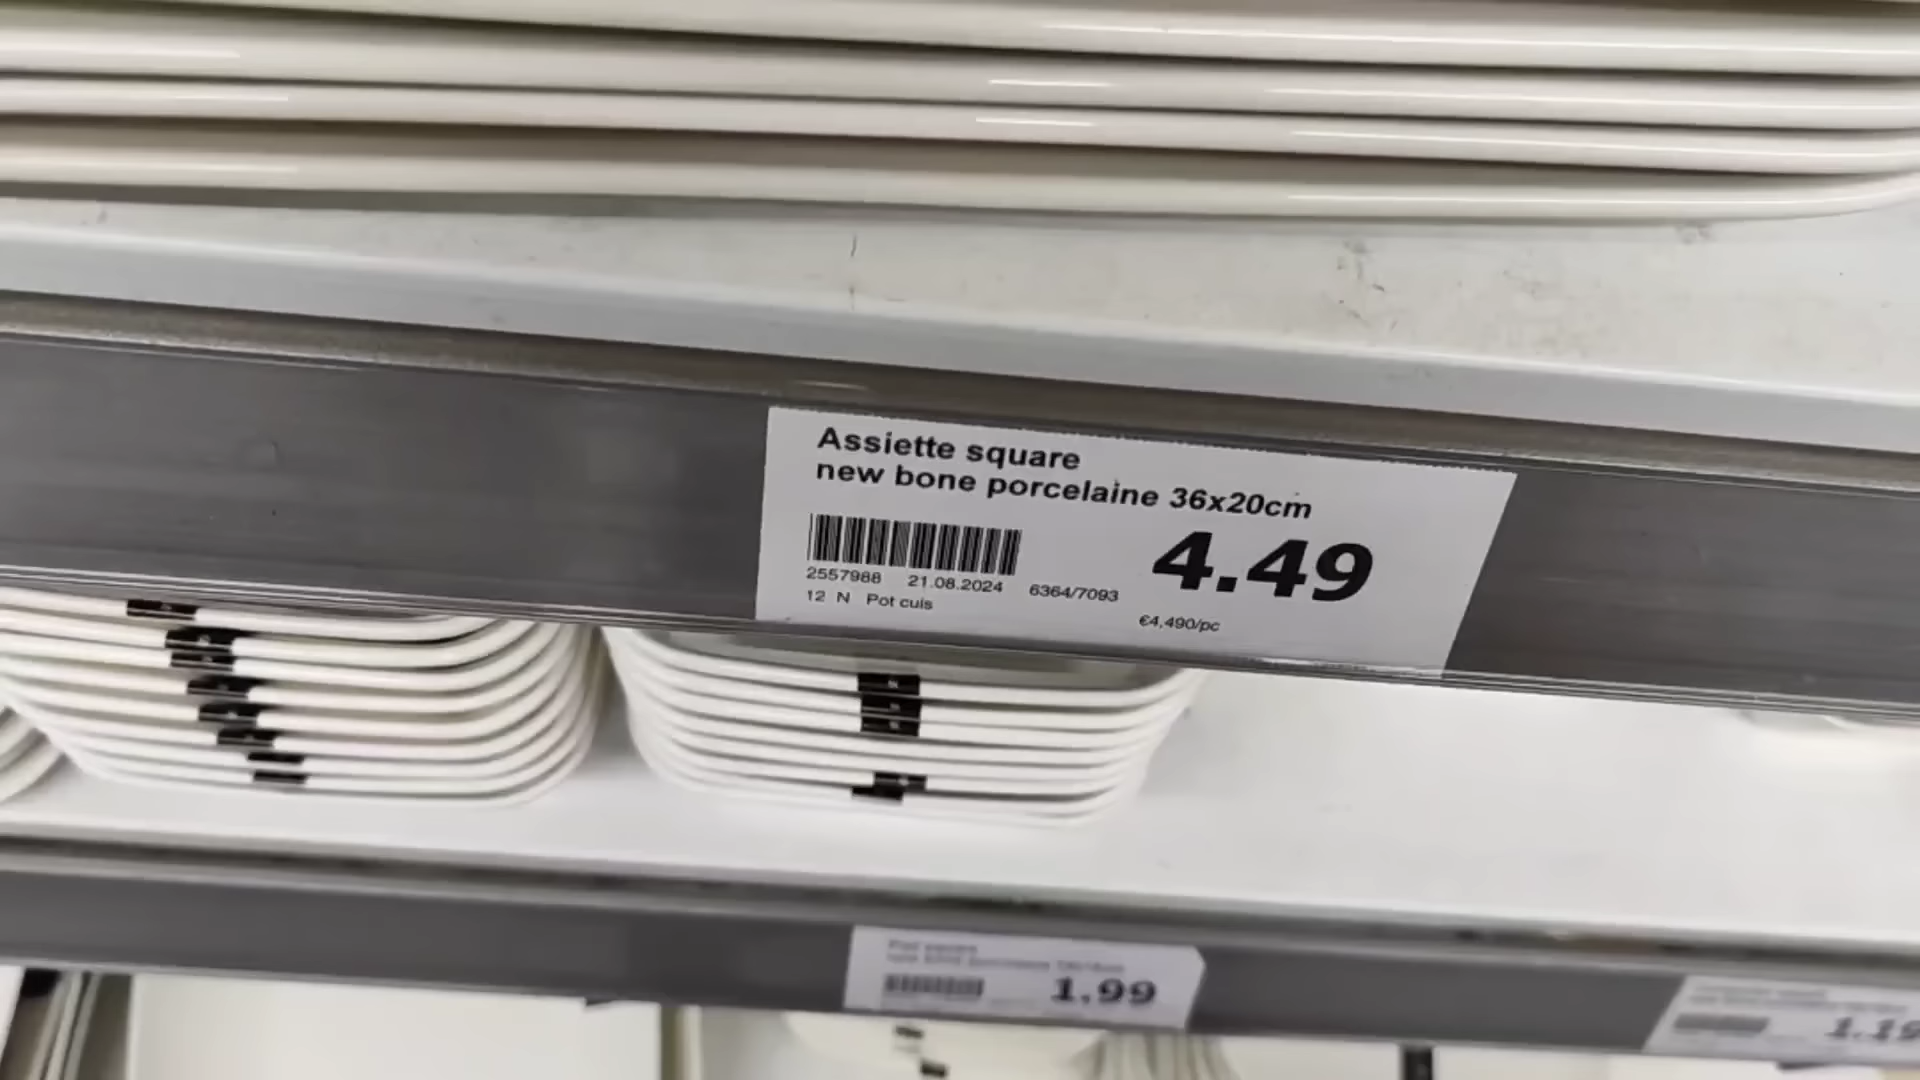 Assiette square
new bone porcelaine 36x20cm
4.49
2557988 21.08.2024 6364/7093
12 N Pot cuis
€4,490/pc
1.99